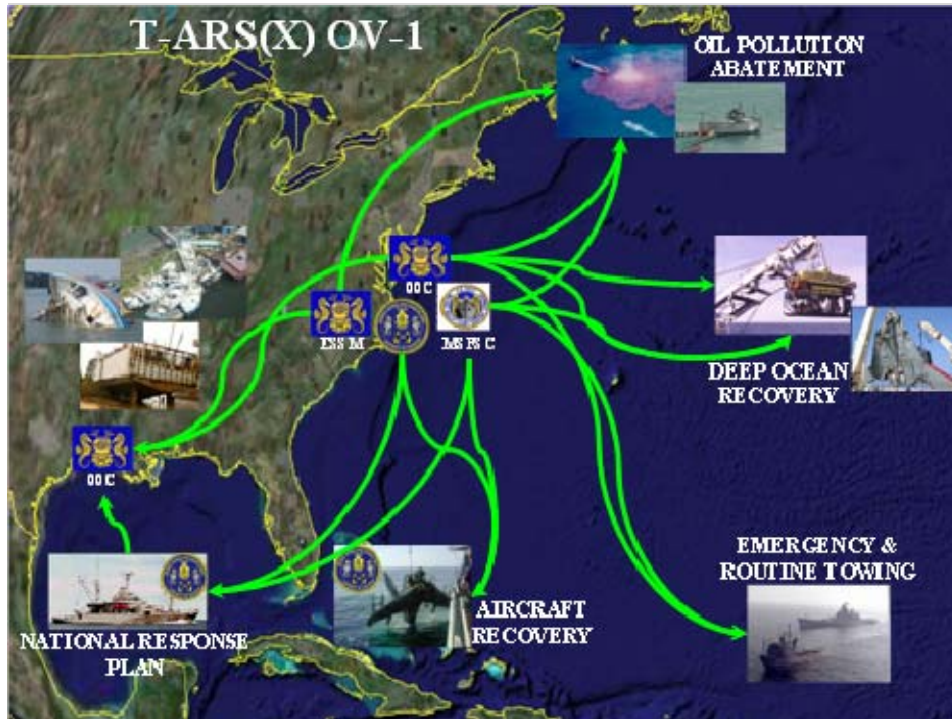 T-ARS(X) OV-1
OIL POLLUTION
ABATEMENT
00C
ESSM
MSFSC
DEEP OCEAN
RECOVERY
00C
EMERGENCY &
ROUTINE TOWING
AIRCRAFT
RECOVERY
NATIONAL RESPONSE
PLAN